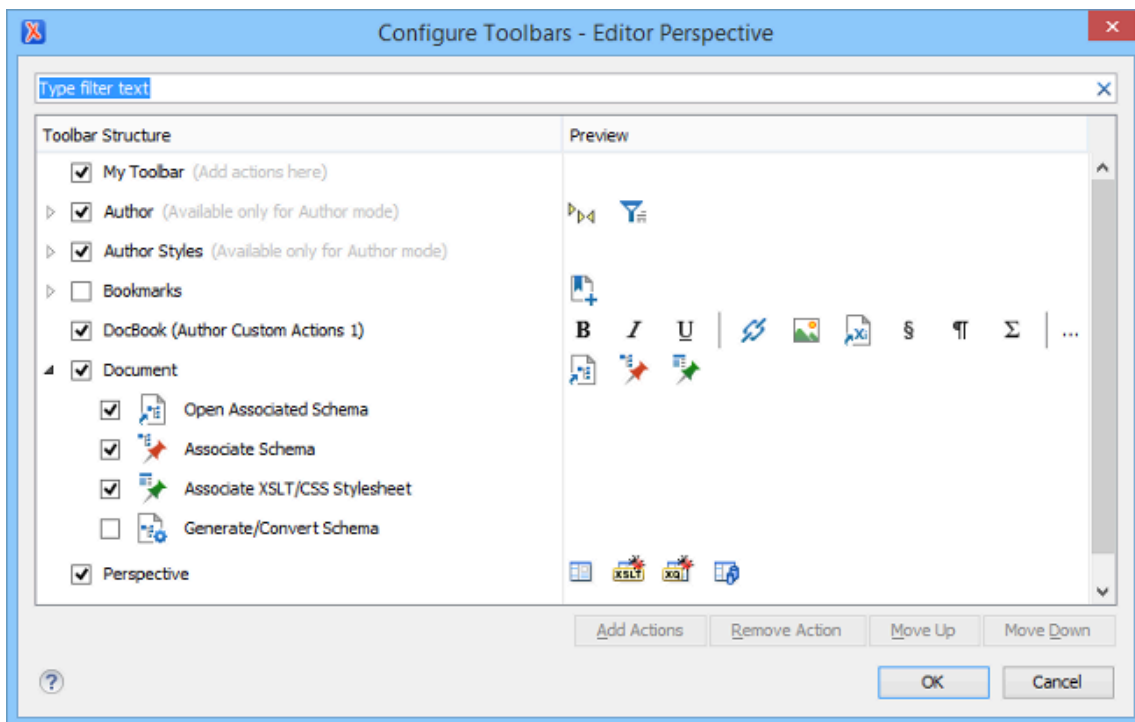 Configure Toolbars - Editor Perspective
Type filter text
Toolbar Structure Preview
My Toolbar (Add actions here)
Author (Available only for Author mode)
Author Styles (Available only for Author mode)
Bookmarks
DocBook (Author Custom Actions 1) B I U § ¶ Σ ...
Document
Open Associated Schema
Associate Schema
Associate XSLT/CSS Stylesheet
Generate/Convert Schema
Perspective XSLT XQ
Add Actions Remove Action Move Up Move Down
? OK Cancel